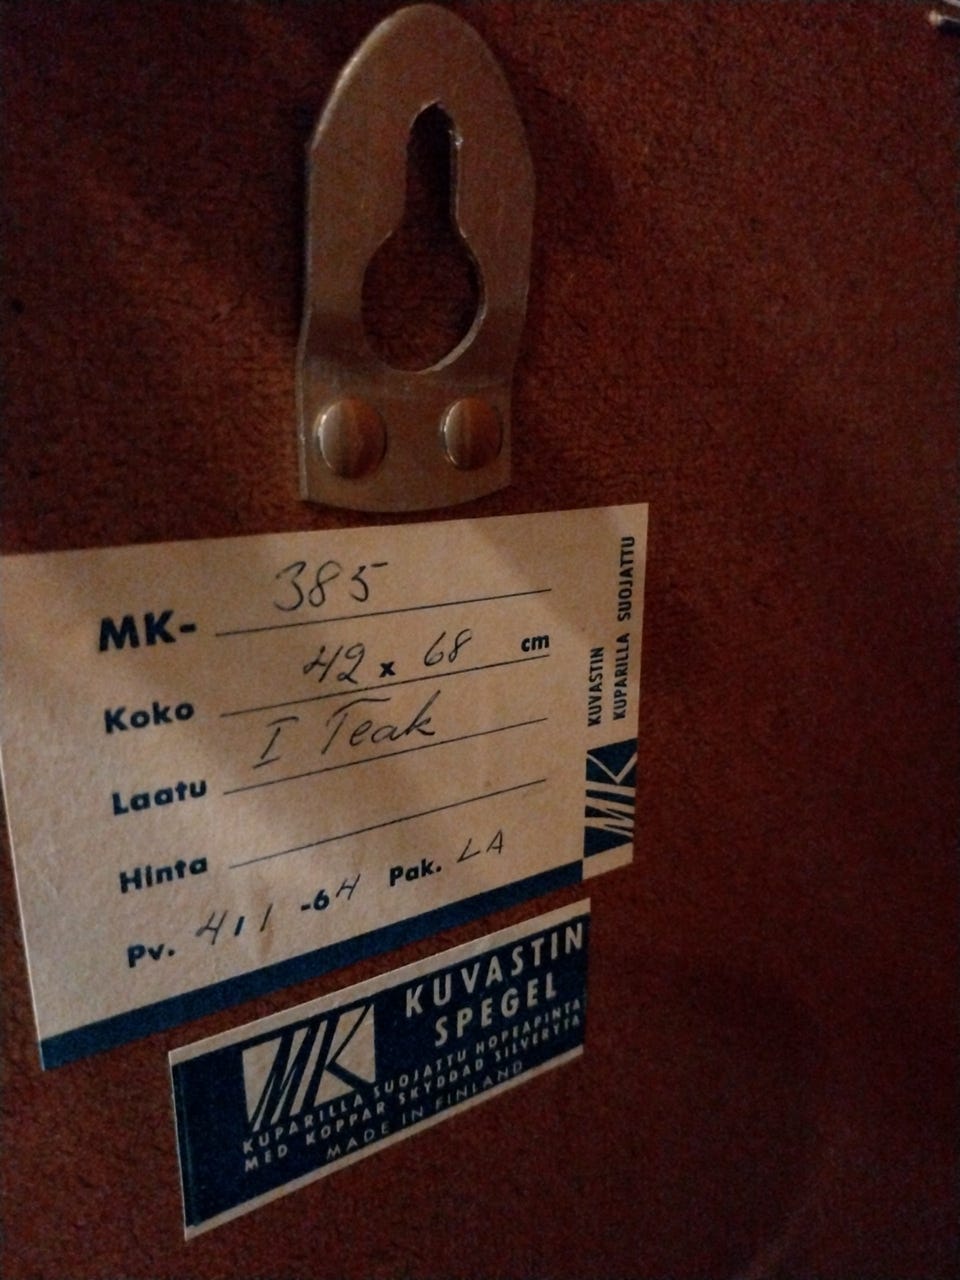 MK- 385
Koko 42 x 68 cm
Laatu I Teak
Hinta
Pv. 4/1 -64 Pak. LA
KUVASTIN
KUPARILLA SUOJATTU
MK
MK
KUVASTIN
SPEGEL
KUPARILLA SUOJATTU HOPEAPINTA
MED KOPPAR SKYDDAD SILVERYTA
MADE IN FINLAND